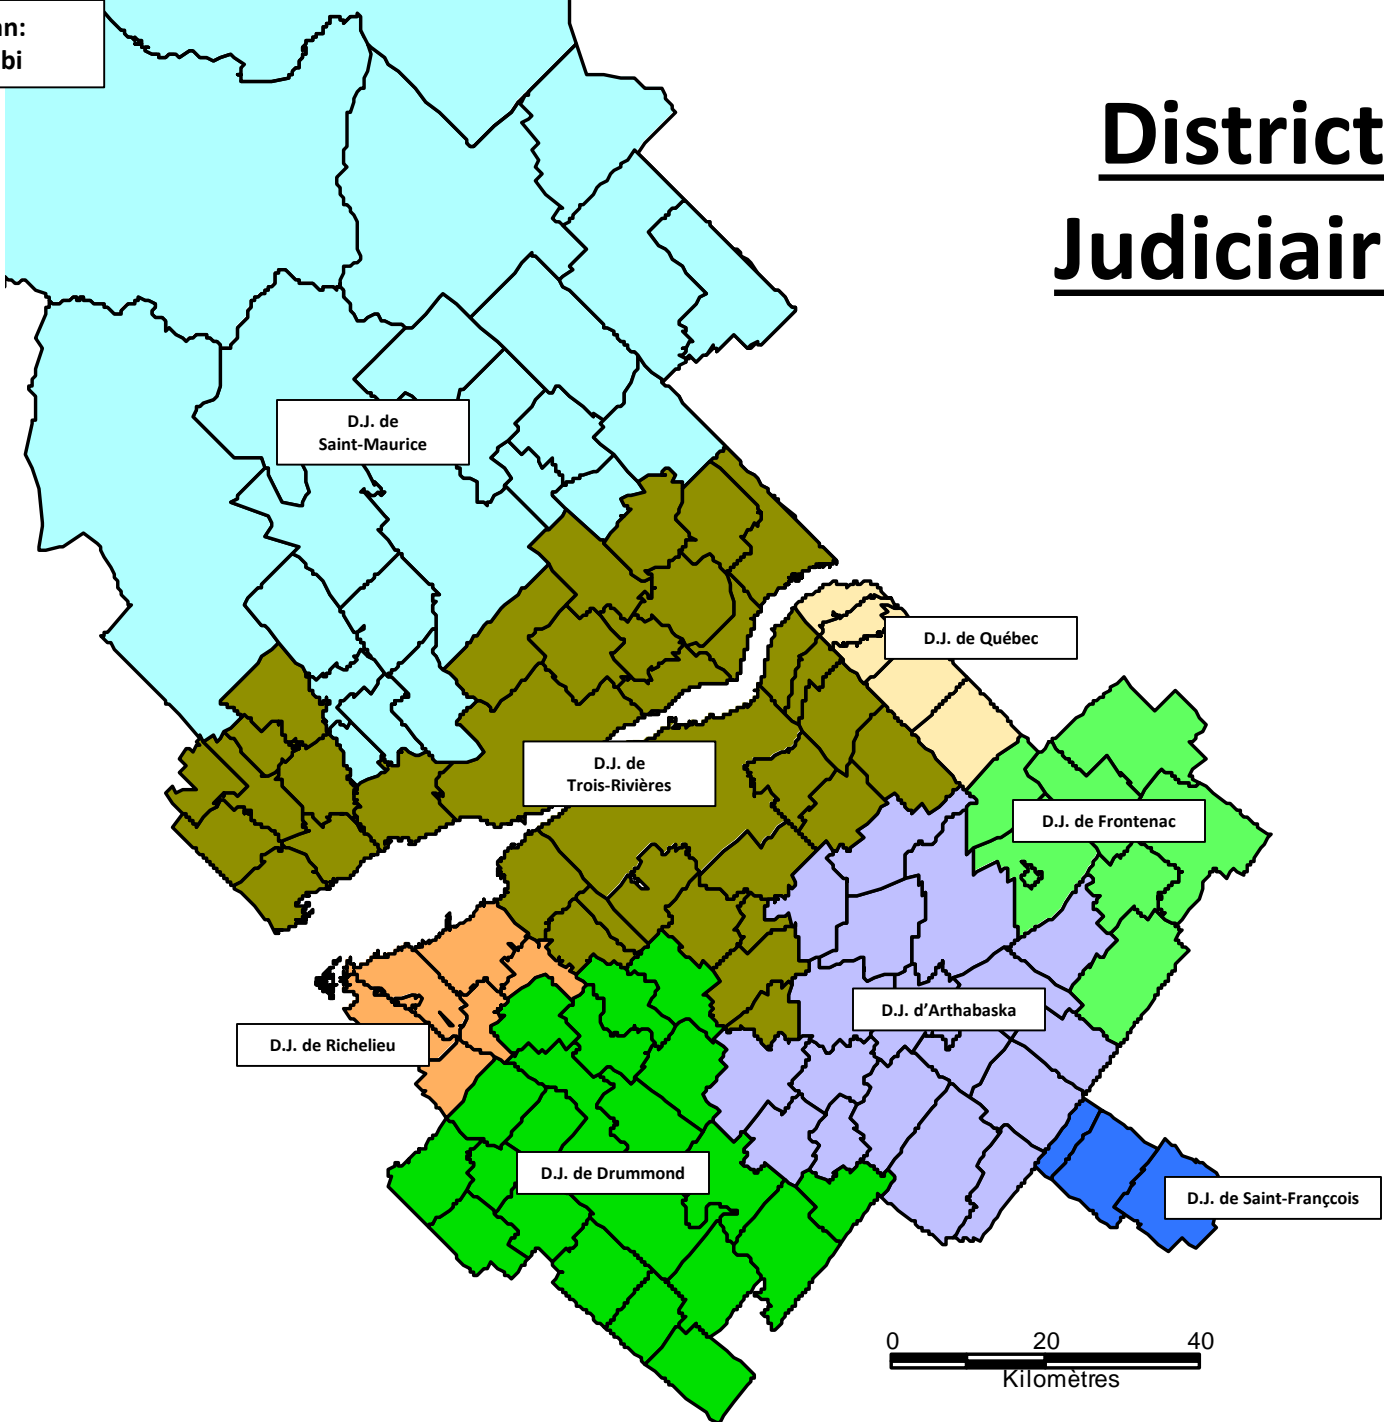 an:
bi
District
Judiciair
D.J. de
Saint-Maurice
D.J. de Québec
D.J. de
Trois-Rivières
D.J. de Frontenac
D.J. d’Arthabaska
D.J. de Richelieu
D.J. de Drummond
D.J. de Saint-Françcois
0 20 40
Kilomètres